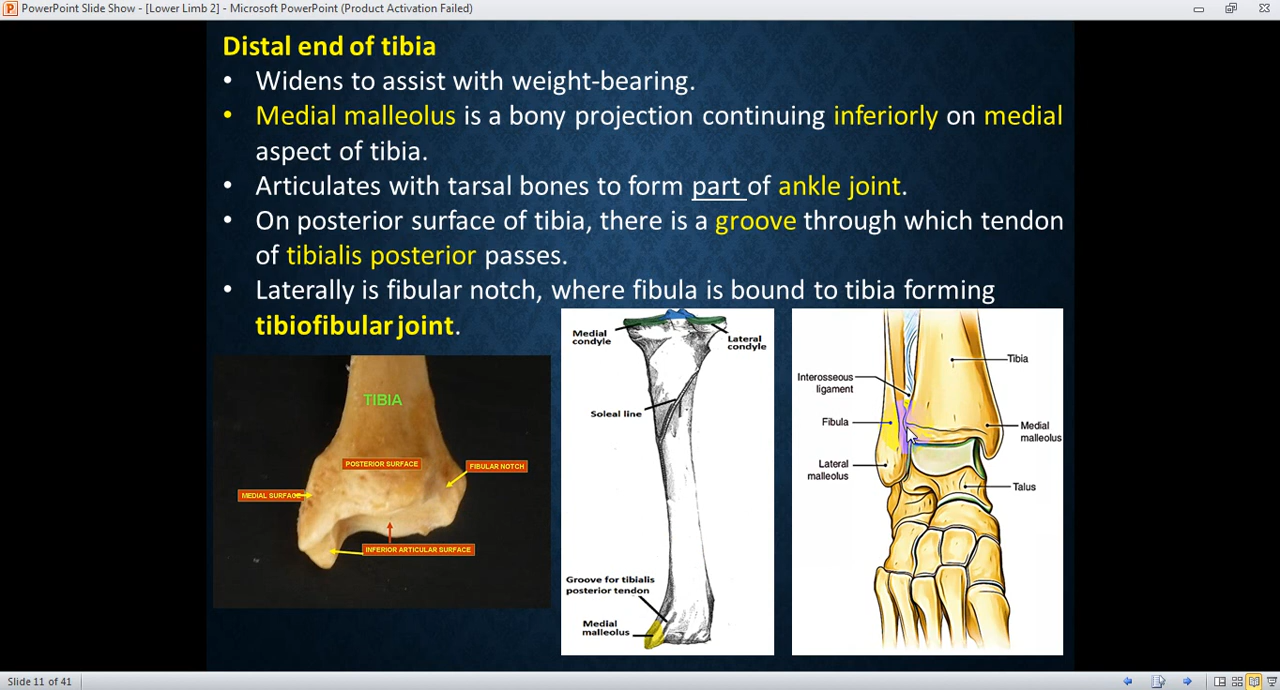 PowerPoint Slide Show - [Lower Limb 2] - Microsoft PowerPoint (Product Activation Failed)
Distal end of tibia
• Widens to assist with weight-bearing.
• Medial malleolus is a bony projection continuing inferiorly on medial
aspect of tibia.
• Articulates with tarsal bones to form part of ankle joint.
• On posterior surface of tibia, there is a groove through which tendon
of tibialis posterior passes.
• Laterally is fibular notch, where fibula is bound to tibia forming
tibiofibular joint.
TIBIA
POSTERIOR SURFACE
FIBULAR NOTCH
MEDIAL SURFACE
INFERIOR ARTICULAR SURFACE
Medial
condyle
Lateral
condyle
Soleal line
Groove for tibialis
posterior tendon
Medial
malleolus
Tibia
Interosseous
ligament
Fibula
Medial
malleolus
Lateral
malleolus
Talus
Slide 11 of 41